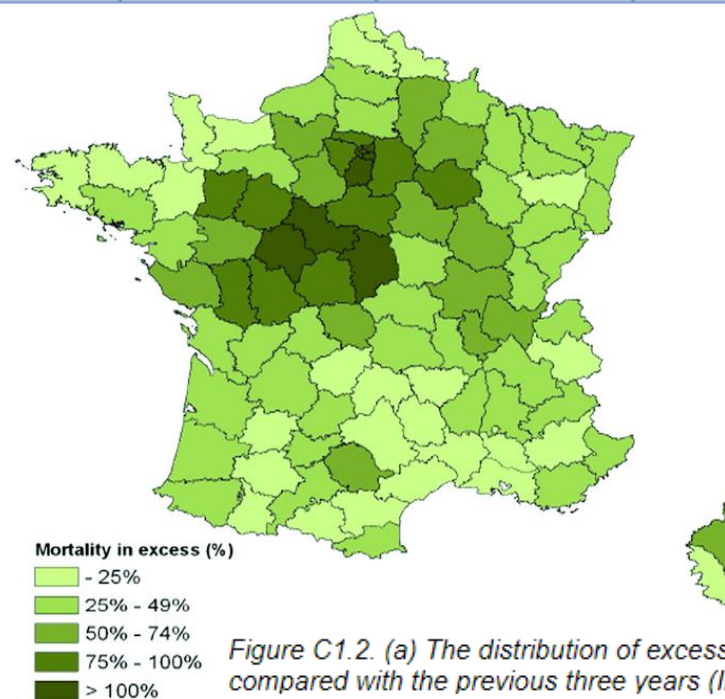 Mortality in excess (%)
- 25%
25% - 49%
50% - 74%
75% - 100%
> 100%
Figure C1.2. (a) The distribution of excess
compared with the previous three years